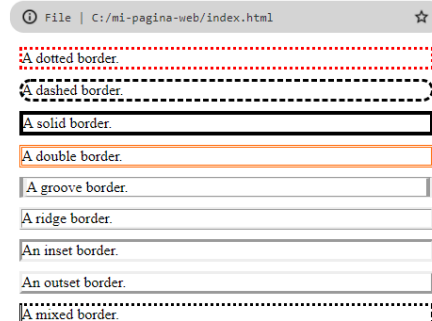 File | C:/mi-pagina-web/index.html
A dotted border.
A dashed border.
A solid border.
A double border.
A groove border.
A ridge border.
An inset border.
An outset border.
A mixed border.